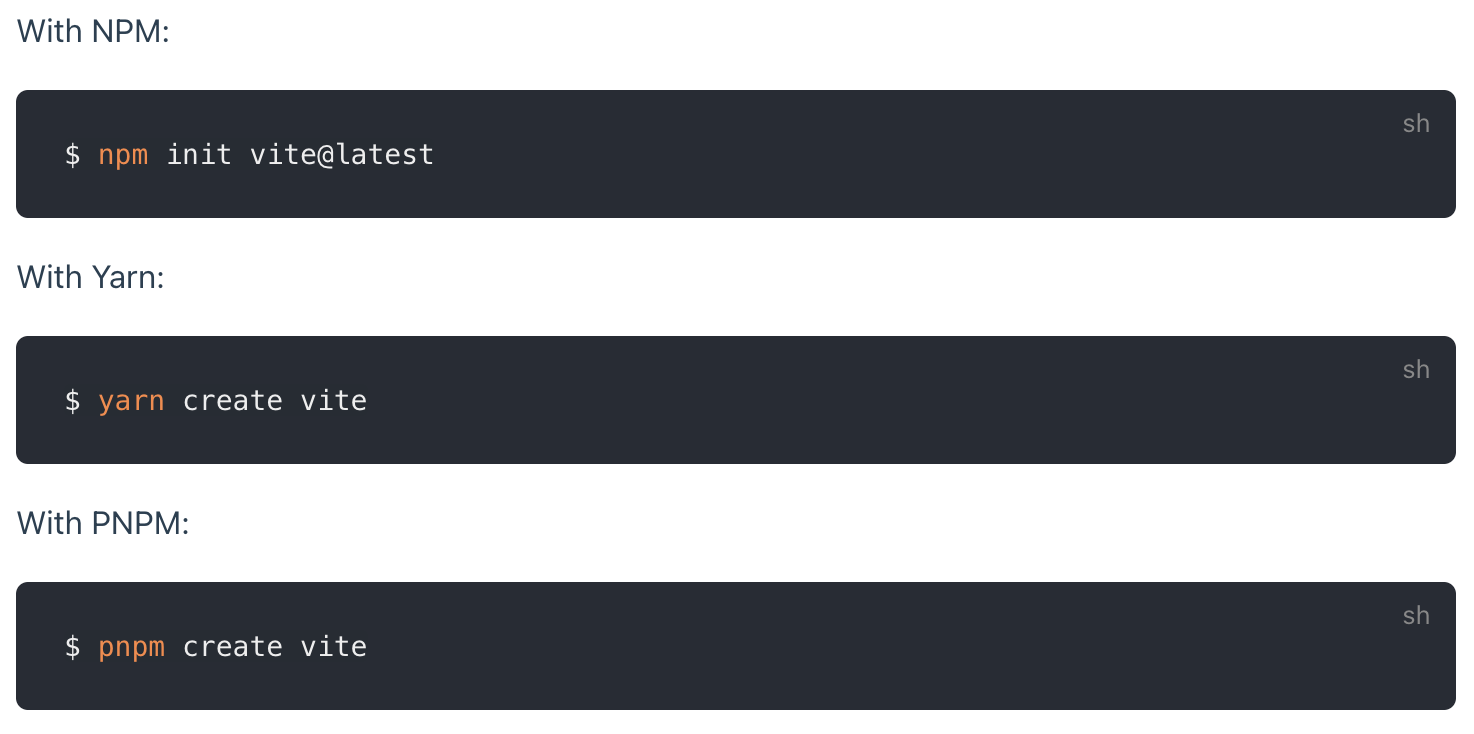 With NPM:
sh
$ npm init vite@latest
With Yarn:
sh
$ yarn create vite
With PNPM:
sh
$ pnpm create vite